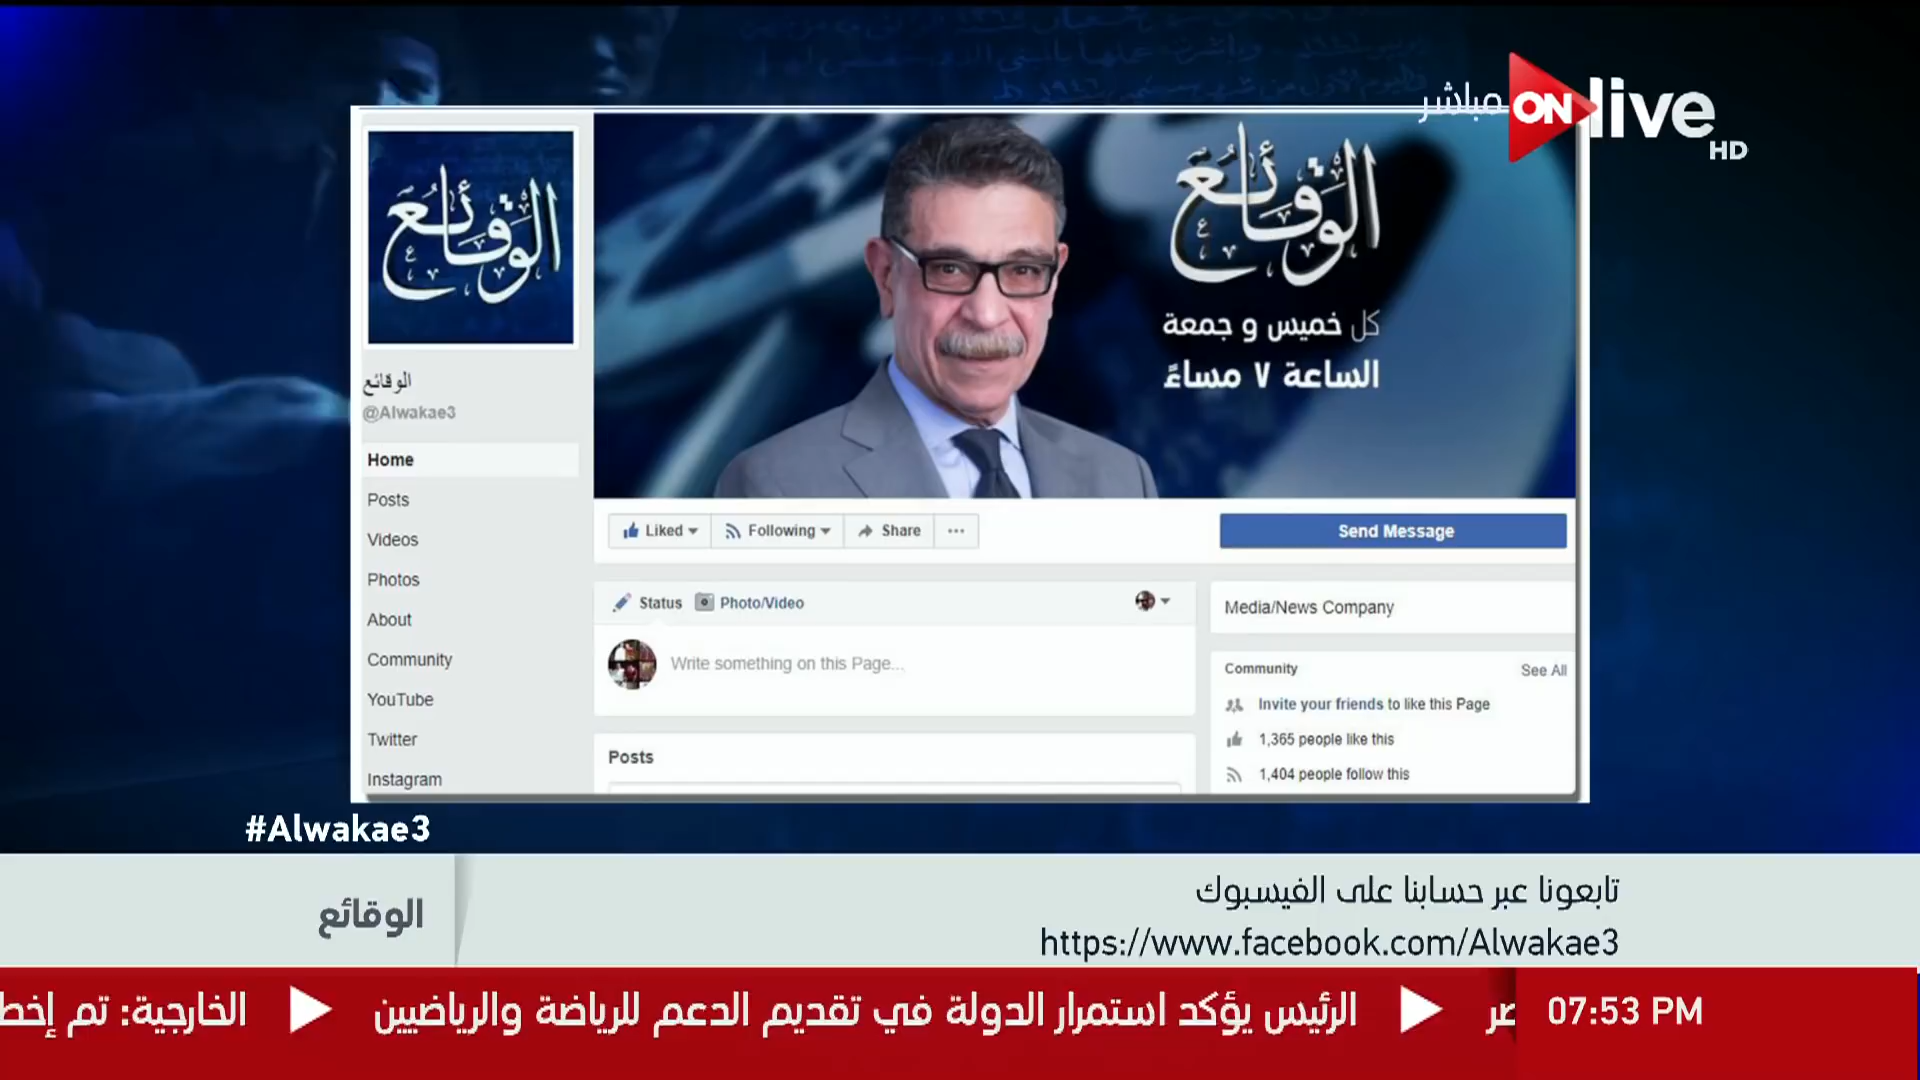 مباشر ON live
HD
الوقائع
الوقائع
كل خميس و جمعة
الساعة ٧ مساءً
الوقائع
@Alwakae3
Home
Posts
Videos
Photos
About
Community
YouTube
Twitter
Instagram
Liked
Following
Share
Send Message
Status
Photo/Video
Write something on this Page...
Posts
Media/News Company
Community
See All
Invite your friends to like this Page
1,365 people like this
1,404 people follow this
#Alwakae3
تابعونا عبر حسابنا على الفيسبوك
https://www.facebook.com/Alwakae3
الوقائع
الرئيس يؤكد استمرار الدولة في تقديم الدعم للرياضة والرياضيين
الخارجية: تم
07:53 PM